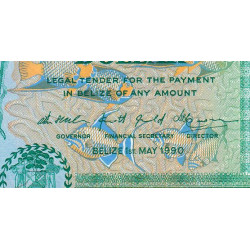 LEGAL TENDER FOR THE PAYMENT
IN BELIZE OF ANY AMOUNT
GOVERNOR FINANCIAL SECRETARY DIRECTOR
BELIZE 1ST MAY 1990